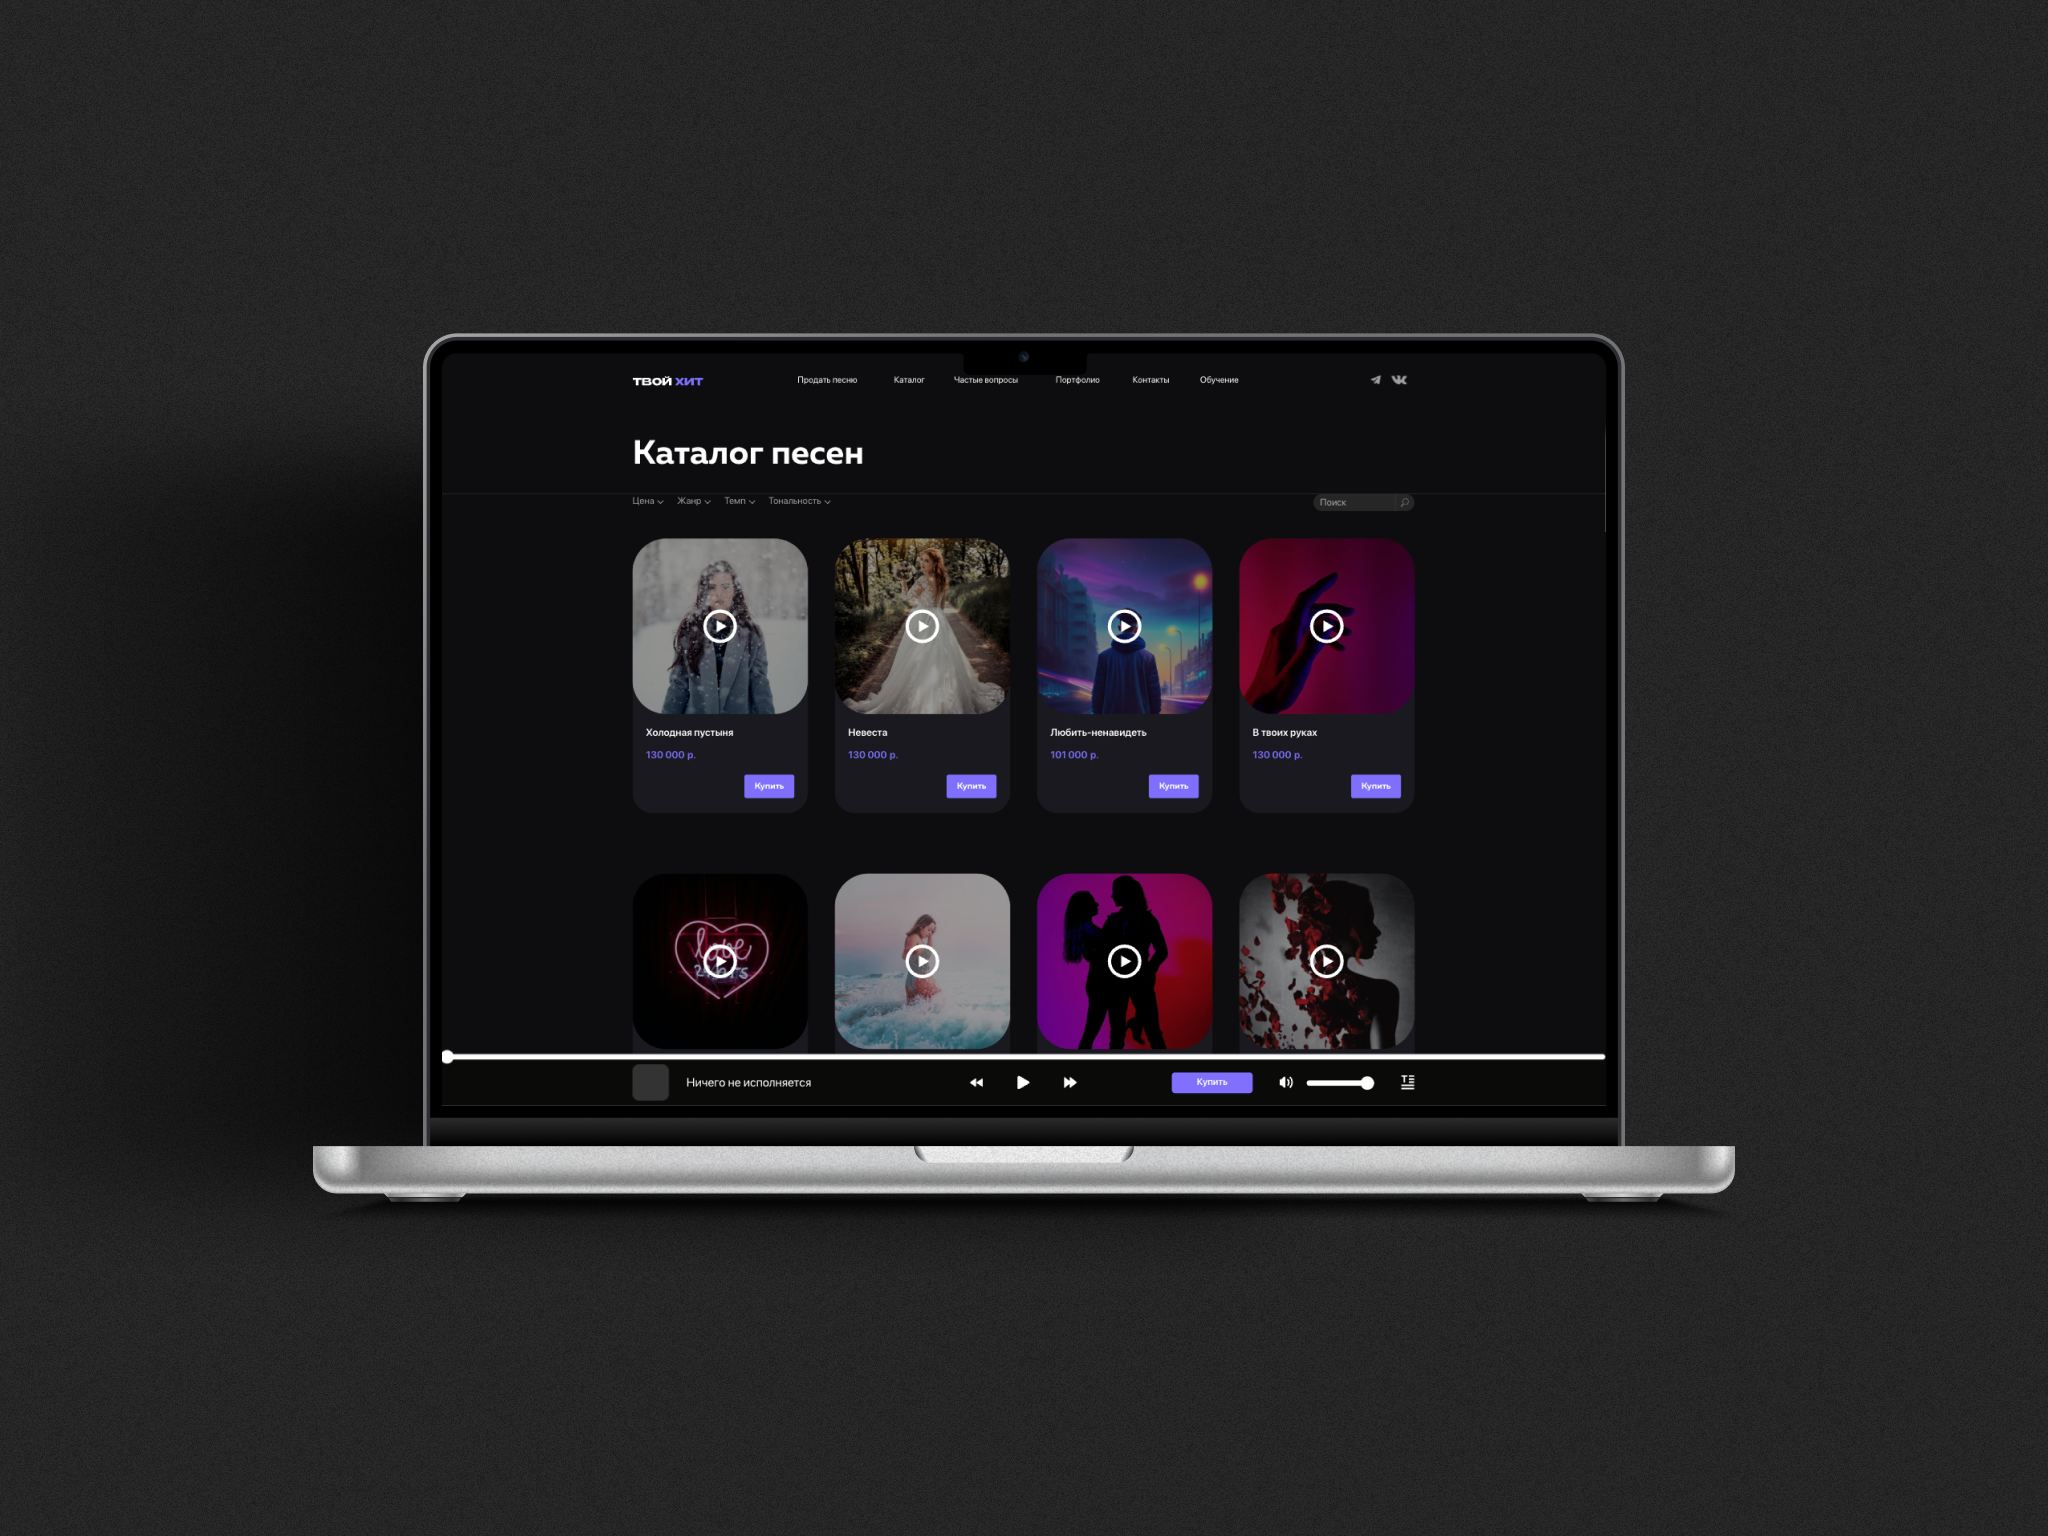 ТВОЙ ХИТ
Продать песню Каталог Частые вопросы Портфолио Контакты Обучение
Каталог песен
Цена Жанр Темп Тональность
Поиск
Холодная пустыня
130 000 р.
Купить
Невеста
130 000 р.
Купить
Любить-ненавидеть
101 000 р.
Купить
В твоих руках
130 000 р.
Купить
love
Ничего не исполняется
Купить